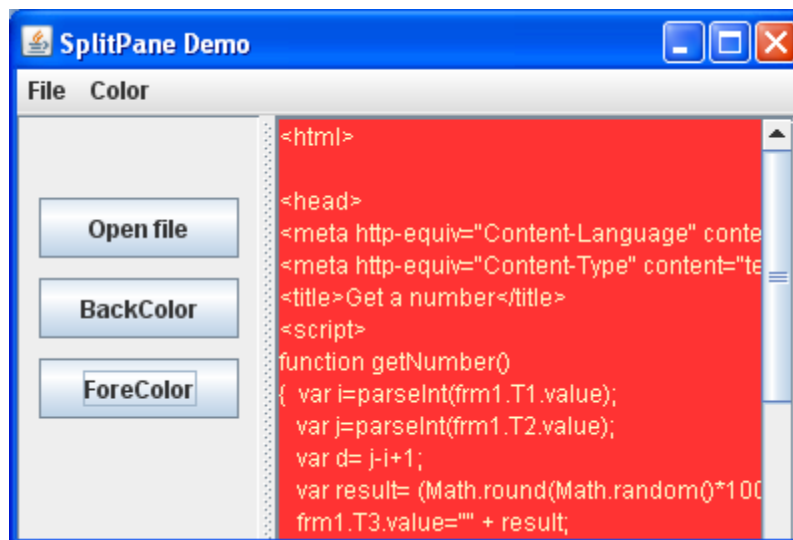 SplitPane Demo
File Color
Open file
BackColor
ForeColor
<html>
<head>
<meta http-equiv="Content-Language" conte
<meta http-equiv="Content-Type" content="te
<title>Get a number</title>
<script>
function getNumber()
{ var i=parseInt(frm1.T1.value);
var j=parseInt(frm1.T2.value);
var d= j-i+1;
var result= (Math.round(Math.random()*100
frm1.T3.value="" + result;